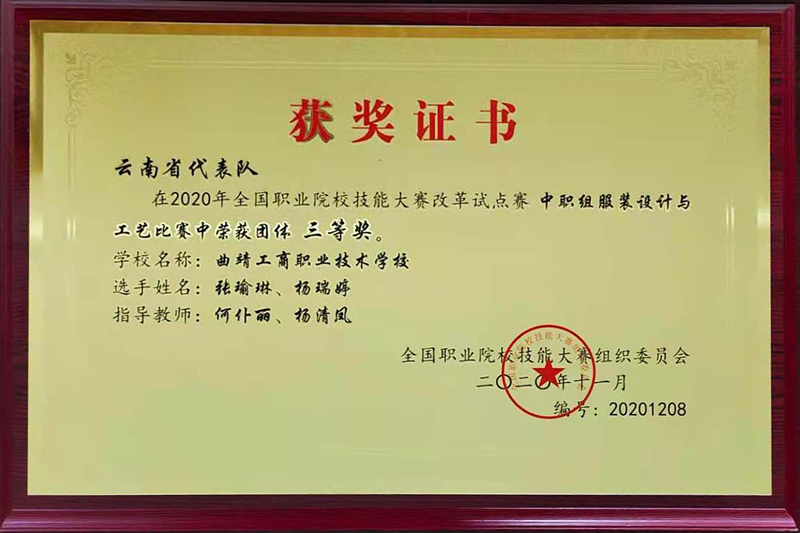 获奖证书
云南省代表队
在2020年全国职业院校技能大赛改革试点赛 中职组服装设计与
工艺比赛中荣获团体 三等奖。
学校名称：曲靖工商职业技术学校
选手姓名：张瑜琳、杨瑞婷
指导教师：何仆丽、杨清凤
全国职业院校技能大赛组织委员会
二〇二〇年十一月
编号：20201208